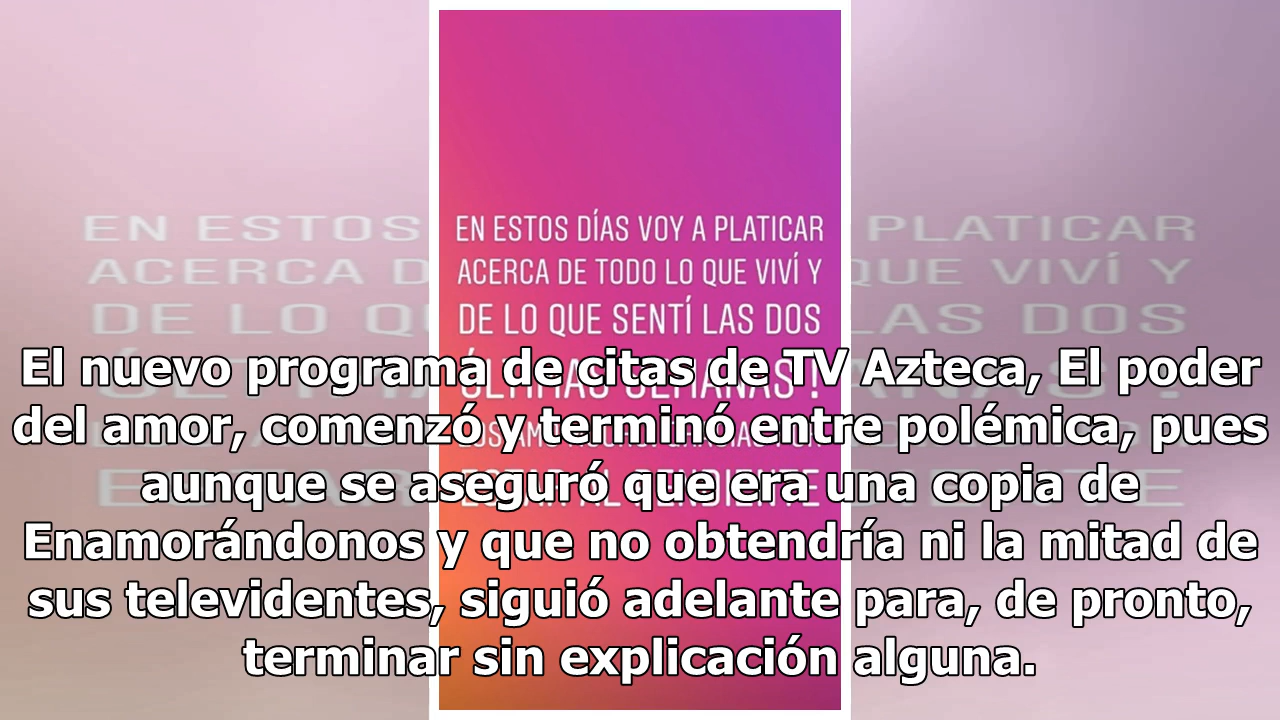 EN ESTOS DÍAS VOY A PLATICAR
ACERCA DE TODO LO QUE VIVÍ Y
DE LO QUE SENTÍ LAS DOS
ÚLTIMAS SEMANAS !
El nuevo programa de citas de TV Azteca, El poder
del amor, comenzó y terminó entre polémica, pues
aunque se aseguró que era una copia de
Enamorándonos y que no obtendría ni la mitad de
sus televidentes, siguió adelante para, de pronto,
terminar sin explicación alguna.